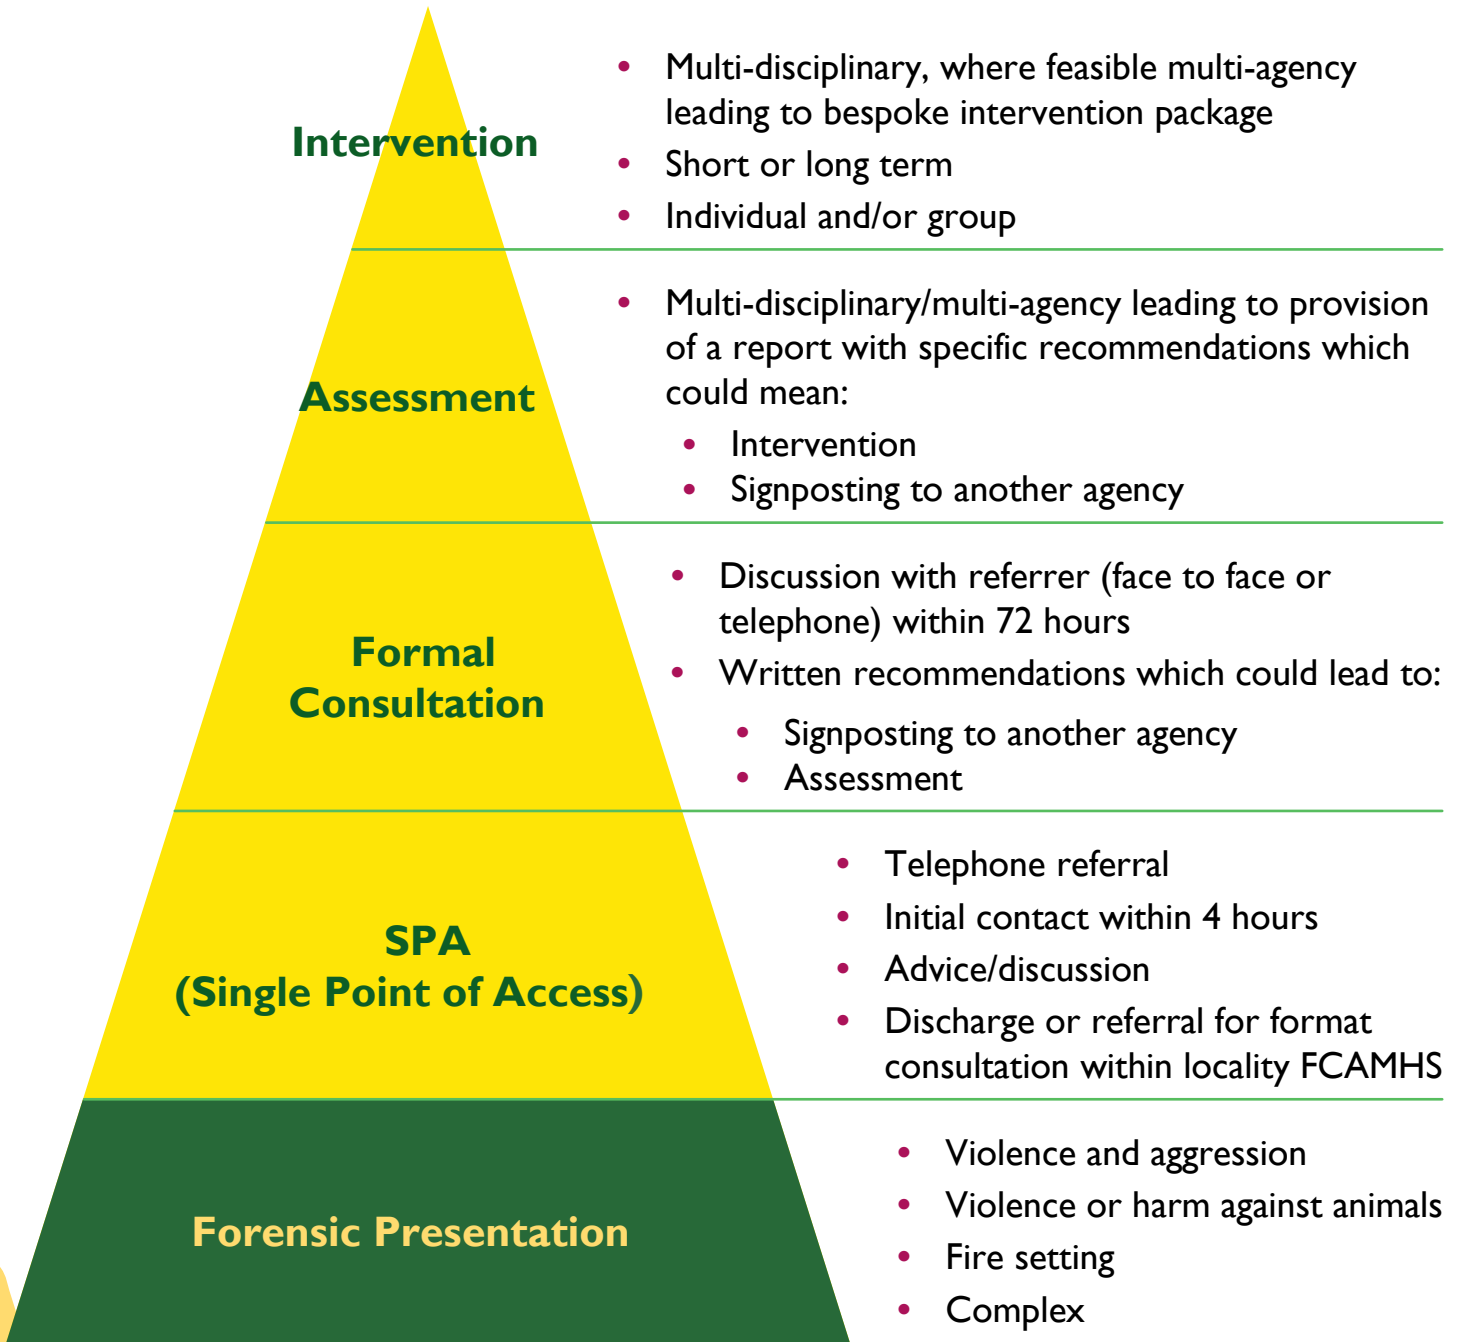 Intervention
• Multi-disciplinary, where feasible multi-agency
leading to bespoke intervention package
• Short or long term
• Individual and/or group
Assessment
• Multi-disciplinary/multi-agency leading to provision
of a report with specific recommendations which
could mean:
• Intervention
• Signposting to another agency
Formal
Consultation
• Discussion with referrer (face to face or
telephone) within 72 hours
• Written recommendations which could lead to:
• Signposting to another agency
• Assessment
SPA
(Single Point of Access)
• Telephone referral
• Initial contact within 4 hours
• Advice/discussion
• Discharge or referral for format
consultation within locality FCAMHS
Forensic Presentation
• Violence and aggression
• Violence or harm against animals
• Fire setting
• Complex